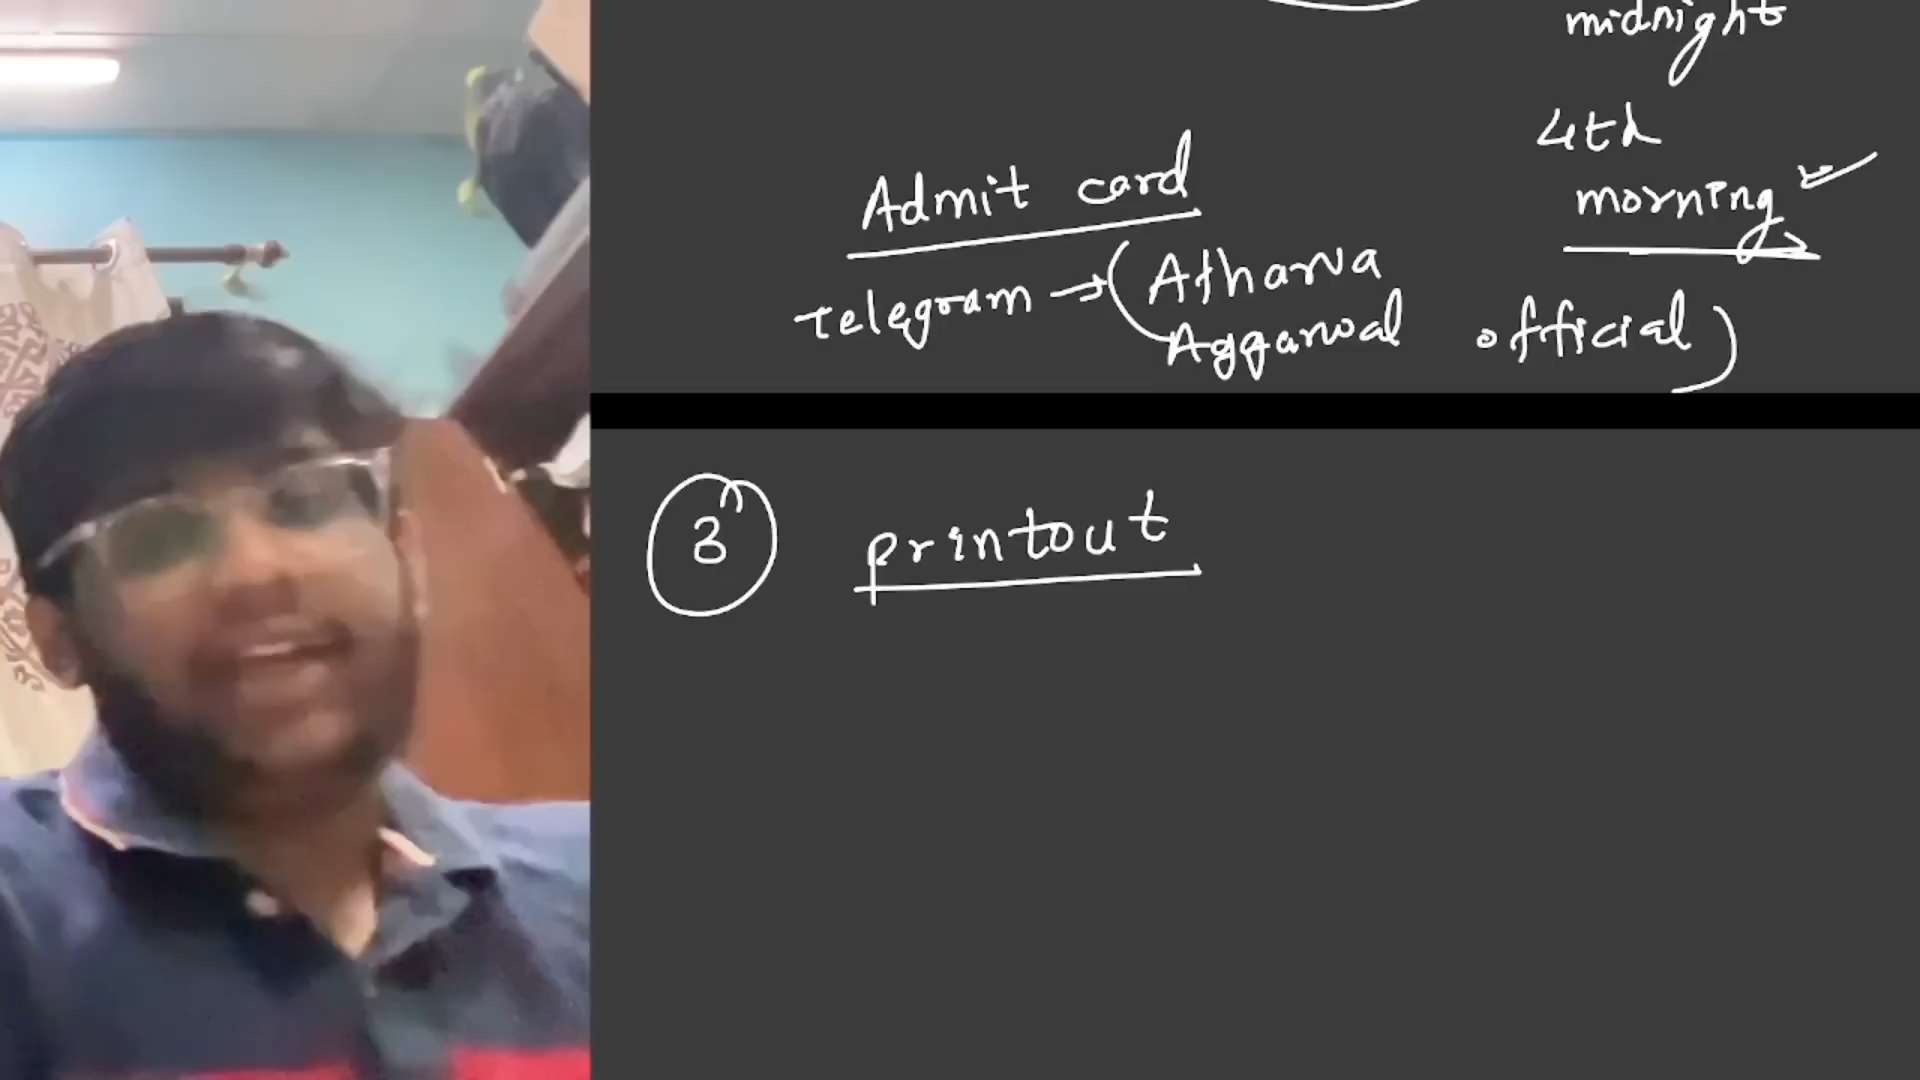 midnight
4th
morning
Admit card
Telegram → (Atharva
Aggarwal official)
3 printout